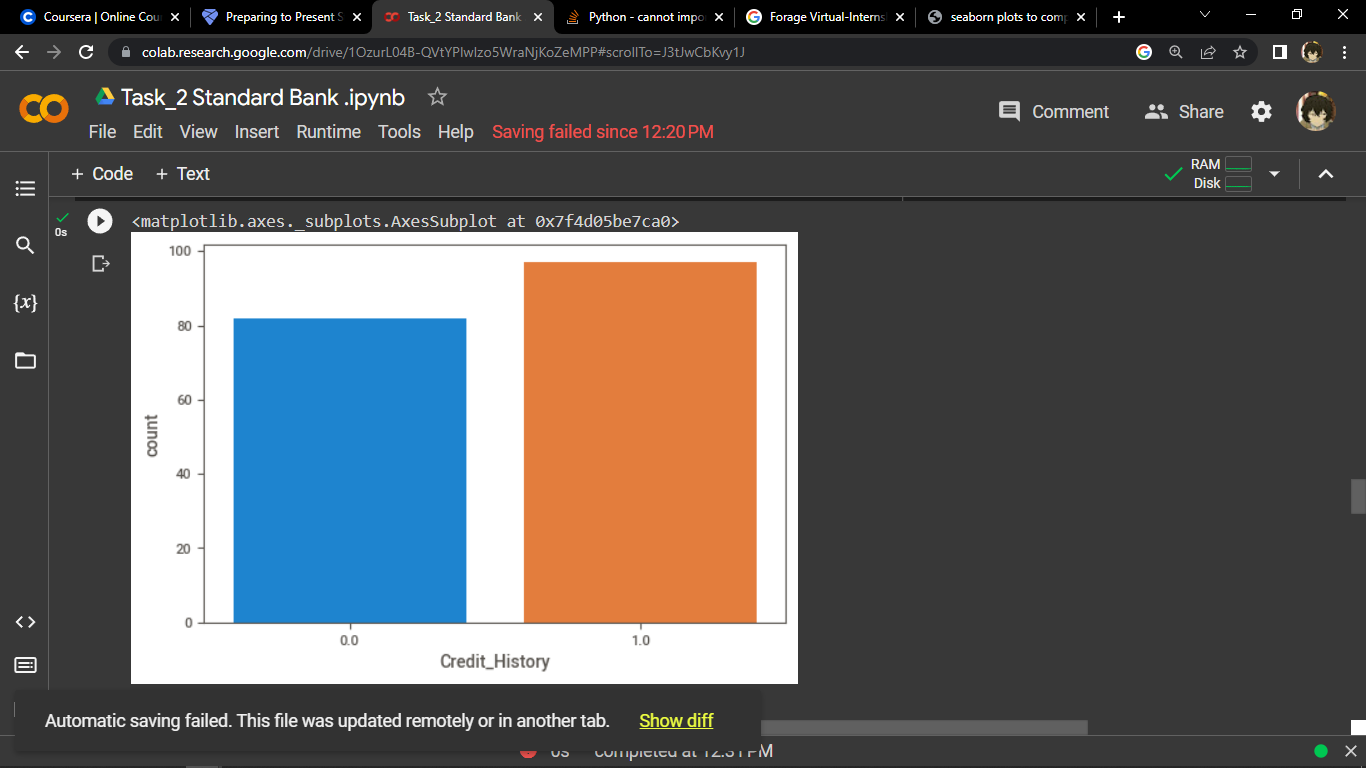 Coursera | Online Cou
Preparing to Present S
Task_2 Standard Bank
Python - cannot impo
Forage Virtual-Interns
seaborn plots to comp
colab.research.google.com/drive/1OzurL04B-QVtYPlwlzo5WraNjKoZeMPP#scrollTo=J3tJwCbKvy1J
Task_2 Standard Bank .ipynb
Comment
Share
File Edit View Insert Runtime Tools Help Saving failed since 12:20 PM
+ Code + Text
RAM
Disk
<matplotlib.axes._subplots.AxesSubplot at 0x7f4d05be7ca0>
0s
{x}
100
80
60
40
20
0
count
0.0 1.0
Credit_History
Automatic saving failed. This file was updated remotely or in another tab. Show diff
0s completed at 12:31 PM